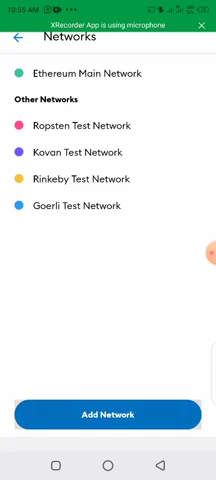 10:55 AM
XRecorder App is using microphone
Networks
Ethereum Main Network
Other Networks
Ropsten Test Network
Kovan Test Network
Rinkeby Test Network
Goerli Test Network
Add Network